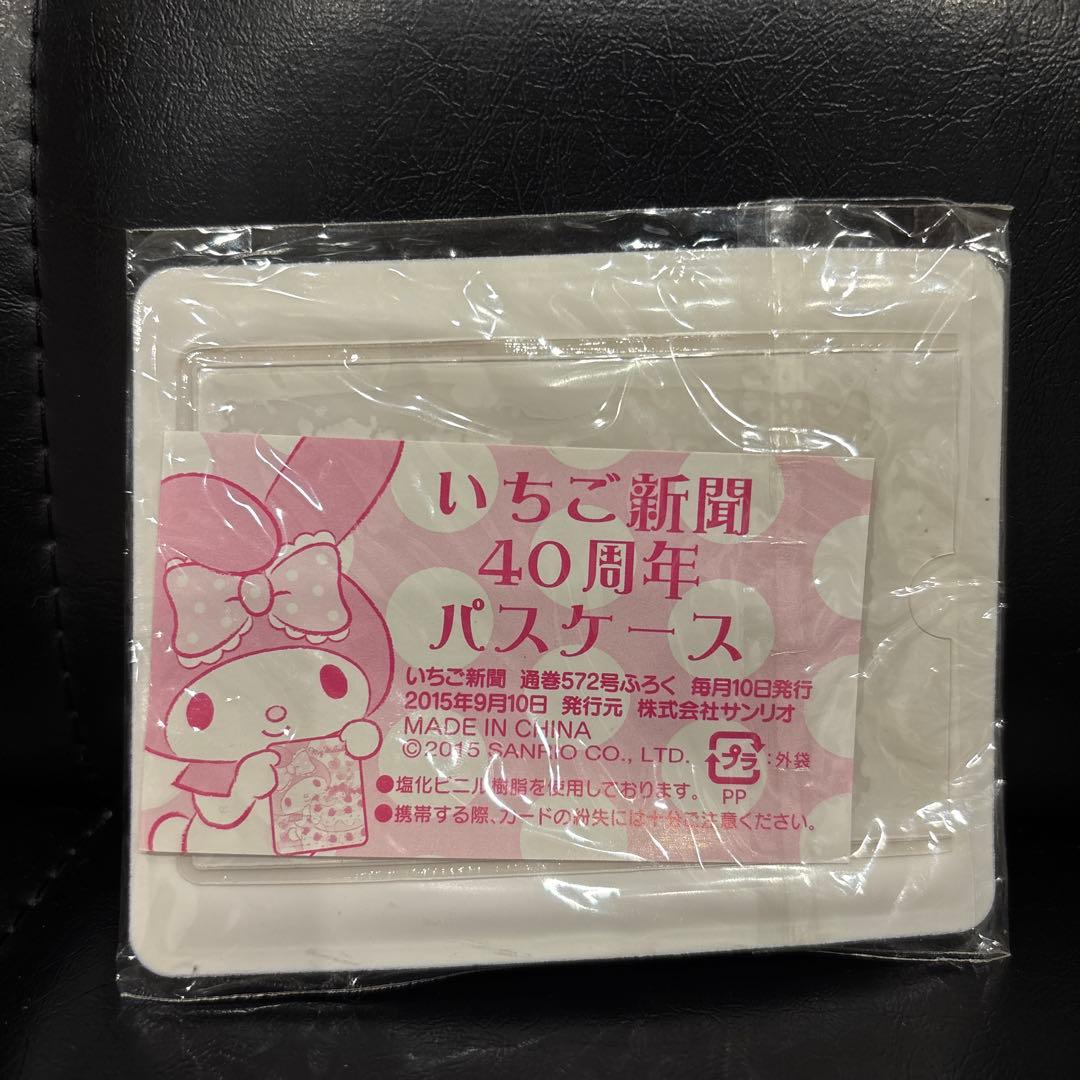 いちご新聞
40周年
パスケース
いちご新聞 通巻572号ふろく 毎月10日発行
2015年9月10日 発行元 株式会社サンリオ
MADE IN CHINA
©2015 SANRIO CO., LTD.
プラ :外袋
PP
●塩化ビニル樹脂を使用しております。
●携帯する際、カードの紛失には十分ご注意ください。